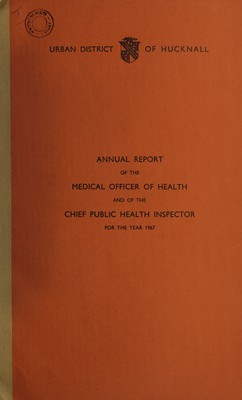 URBAN DISTRICT OF HUCKNALL
ANNUAL REPORT
OF THE
MEDICAL OFFICER OF HEALTH
AND OF THE
CHIEF PUBLIC HEALTH INSPECTOR
FOR THE YEAR 1967